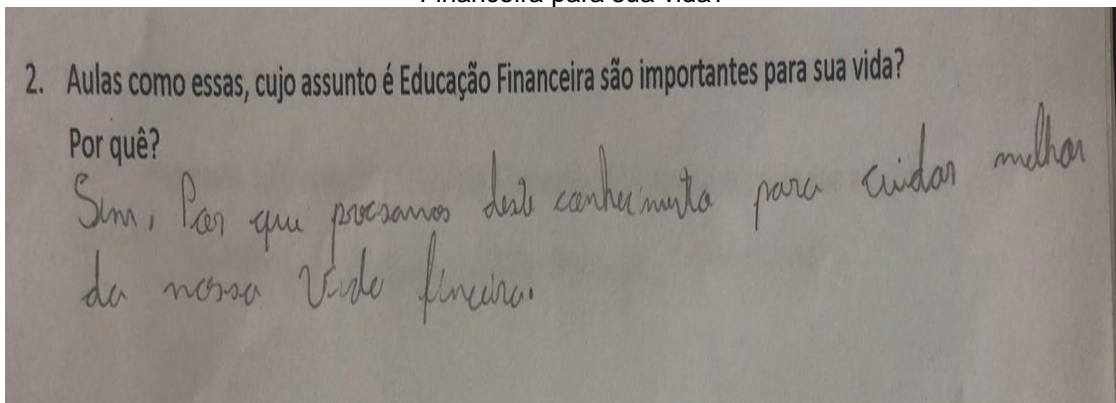 Financeira para sua vida?
2. Aulas como essas, cujo assunto é Educação Financeira são importantes para sua vida?
Por quê?
Sim, Por que precisamos deste conhecimento para cuidar melhor
da nossa Vida finceira.